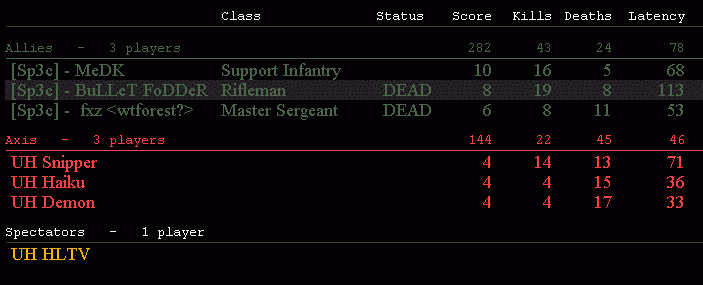 Class Status Score Kills Deaths Latency
Allies - 3 players 282 43 24 78
[Sp3c] - MeDK Support Infantry 10 16 5 68
[Sp3c] - BuLLeT FoDDeR Rifleman DEAD 8 19 8 113
[Sp3c] - fxz <wtforest?> Master Sergeant DEAD 6 8 11 53
Axis - 3 players 144 22 45 46
UH Snipper 4 14 13 71
UH Haiku 4 4 15 36
UH Demon 4 4 17 33
Spectators - 1 player
UH HLTV